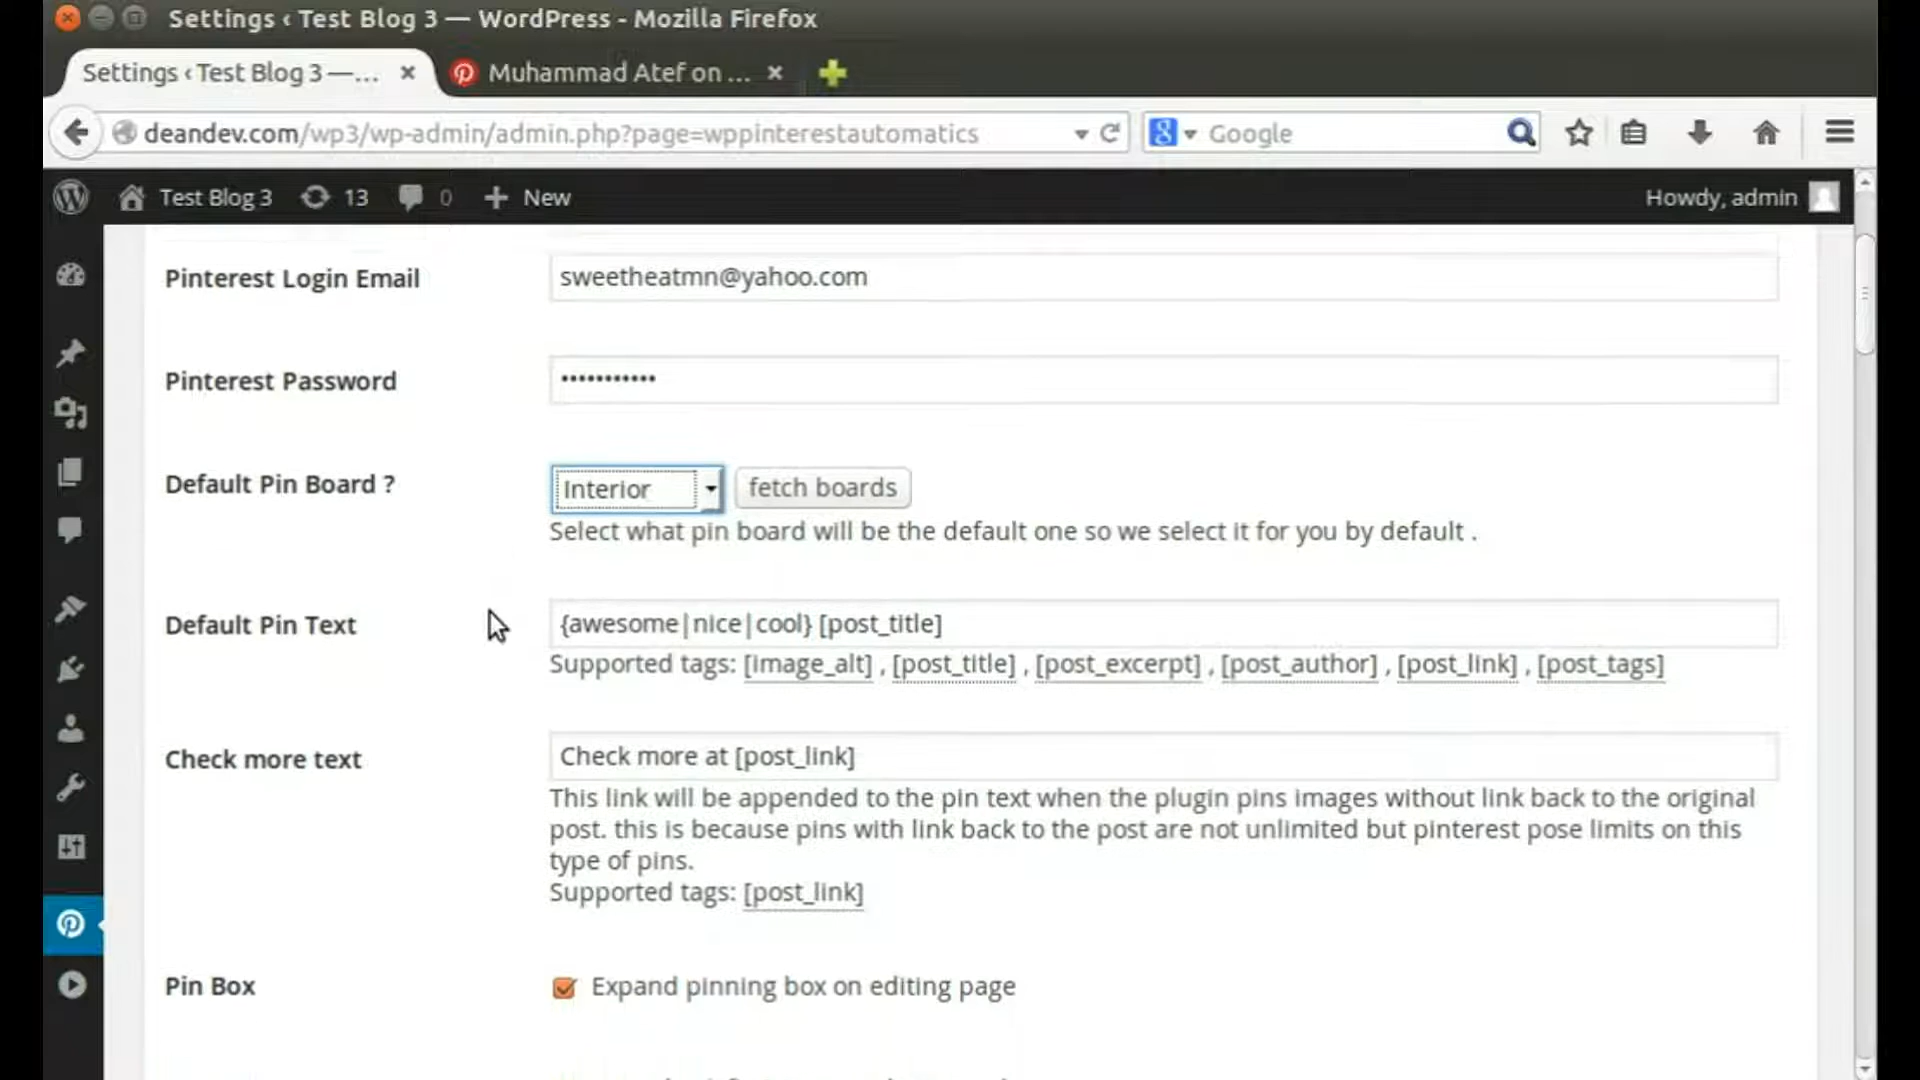 Settings ‹ Test Blog 3 — WordPress - Mozilla Firefox
Settings ‹ Test Blog 3 —...
Muhammad Atef on ...
deandev.com/wp3/wp-admin/admin.php?page=wppinterestautomatics
Google
Test Blog 3 13 0 New Howdy, admin
Pinterest Login Email
sweetheatmn@yahoo.com
Pinterest Password
•••••••••••
Default Pin Board ?
Interior
fetch boards
Select what pin board will be the default one so we select it for you by default .
Default Pin Text
{awesome|nice|cool} [post_title]
Supported tags: [image_alt] , [post_title] , [post_excerpt] , [post_author] , [post_link] , [post_tags]
Check more text
Check more at [post_link]
This link will be appended to the pin text when the plugin pins images without link back to the original
post. this is because pins with link back to the post are not unlimited but pinterest pose limits on this
type of pins.
Supported tags: [post_link]
Pin Box
Expand pinning box on editing page